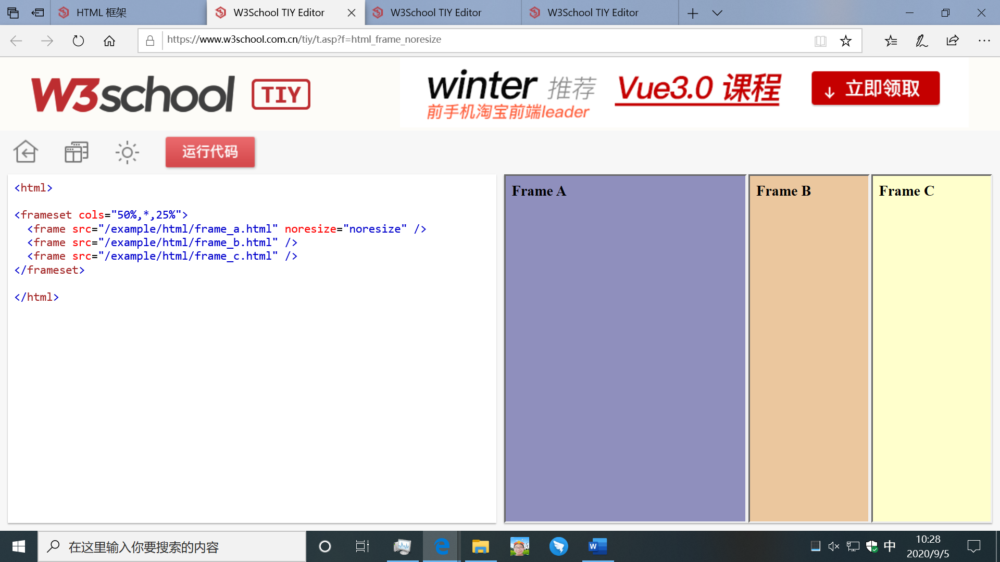 HTML 框架
W3School TIY Editor
W3School TIY Editor
W3School TIY Editor
https://www.w3school.com.cn/tiy/t.asp?f=html_frame_noresize
W3school TIY
winter 推荐
前手机淘宝前端leader
Vue3.0 课程
↓ 立即领取
运行代码
<html>
<frameset cols="50%,*,25%">
<frame src="/example/html/frame_a.html" noresize="noresize" />
<frame src="/example/html/frame_b.html" />
<frame src="/example/html/frame_c.html" />
</frameset>
</html>
Frame A
Frame B
Frame C
在这里输入你要搜索的内容
中
10:28
2020/9/5